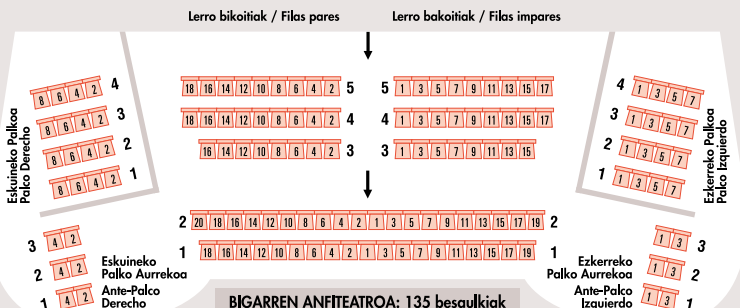 Lerro bikoitiak / Filas pares
Lerro bakoitiak / Filas impares
Eskuineko Palkoa
Palco Derecho
8 6 4 2 4
8 6 4 2 3
8 6 4 2 2
8 6 4 2 1
18 16 14 12 10 8 6 4 2 5
18 16 14 12 10 8 6 4 2 4
16 14 12 10 8 6 4 2 3
5 1 3 5 7 9 11 13 15 17
4 1 3 5 7 9 11 13 15 17
3 1 3 5 7 9 11 13 15
4 1 3 5 7
3 1 3 5 7
2 1 3 5 7
1 1 3 5 7
Ezkerreko Palkoa
Palco Izquierdo
2 20 18 16 14 12 10 8 6 4 2 1 3 5 7 9 11 13 15 17 19 2
1 18 16 14 12 10 8 6 4 2 1 3 5 7 9 11 13 15 17 19 1
3 4 2
2 4 2
1 4 2
Eskuineko
Palko Aurrekoa
Ante-Palco
Derecho
Ezkerreko
Palko Aurrekoa
Ante-Palco
Izquierdo
1 3 3
1 3 2
1 3 1
BIGARREN ANFITEATROA: 135 besaulkiak